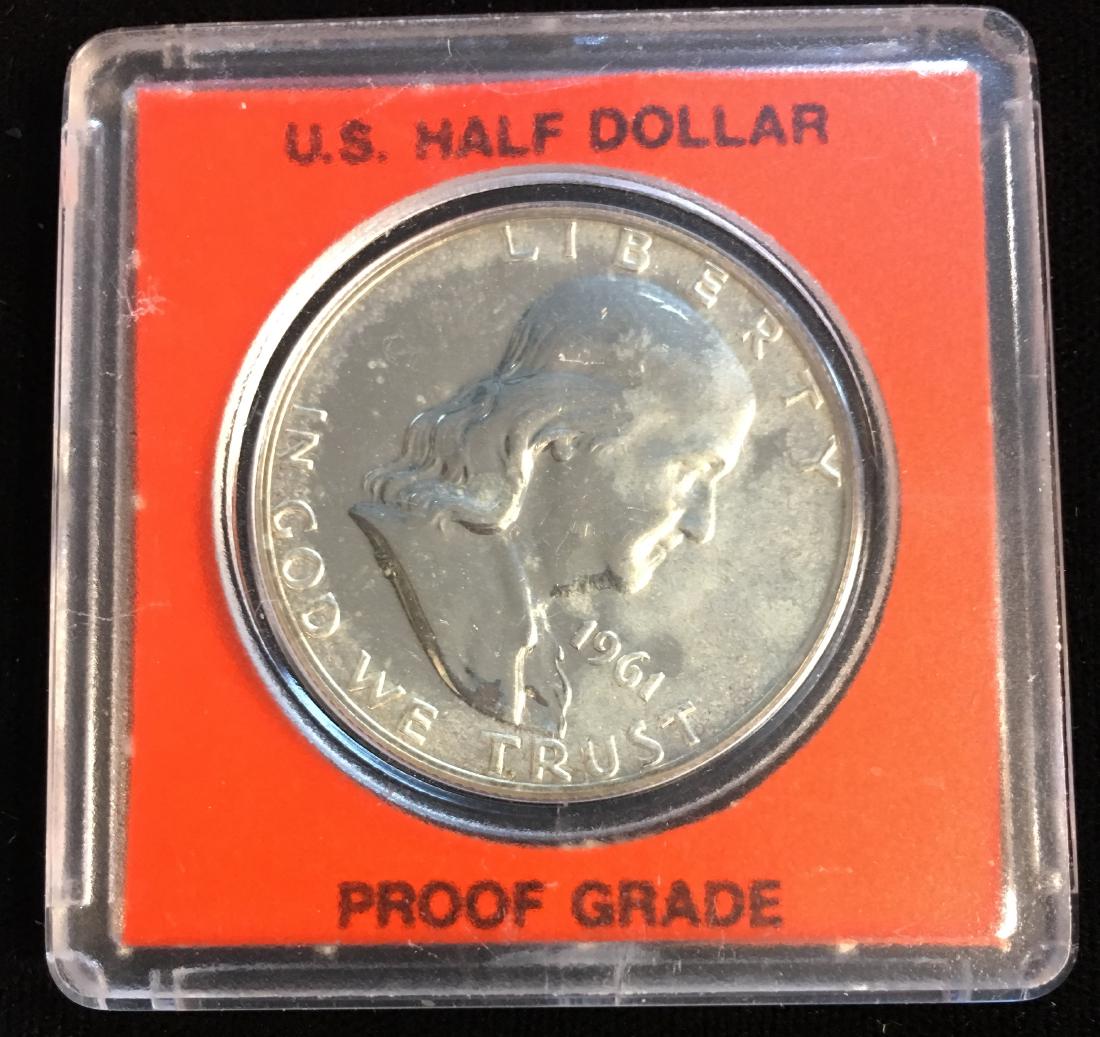 U.S. HALF DOLLAR
LIBERTY
IN GOD WE TRUST
1961
PROOF GRADE